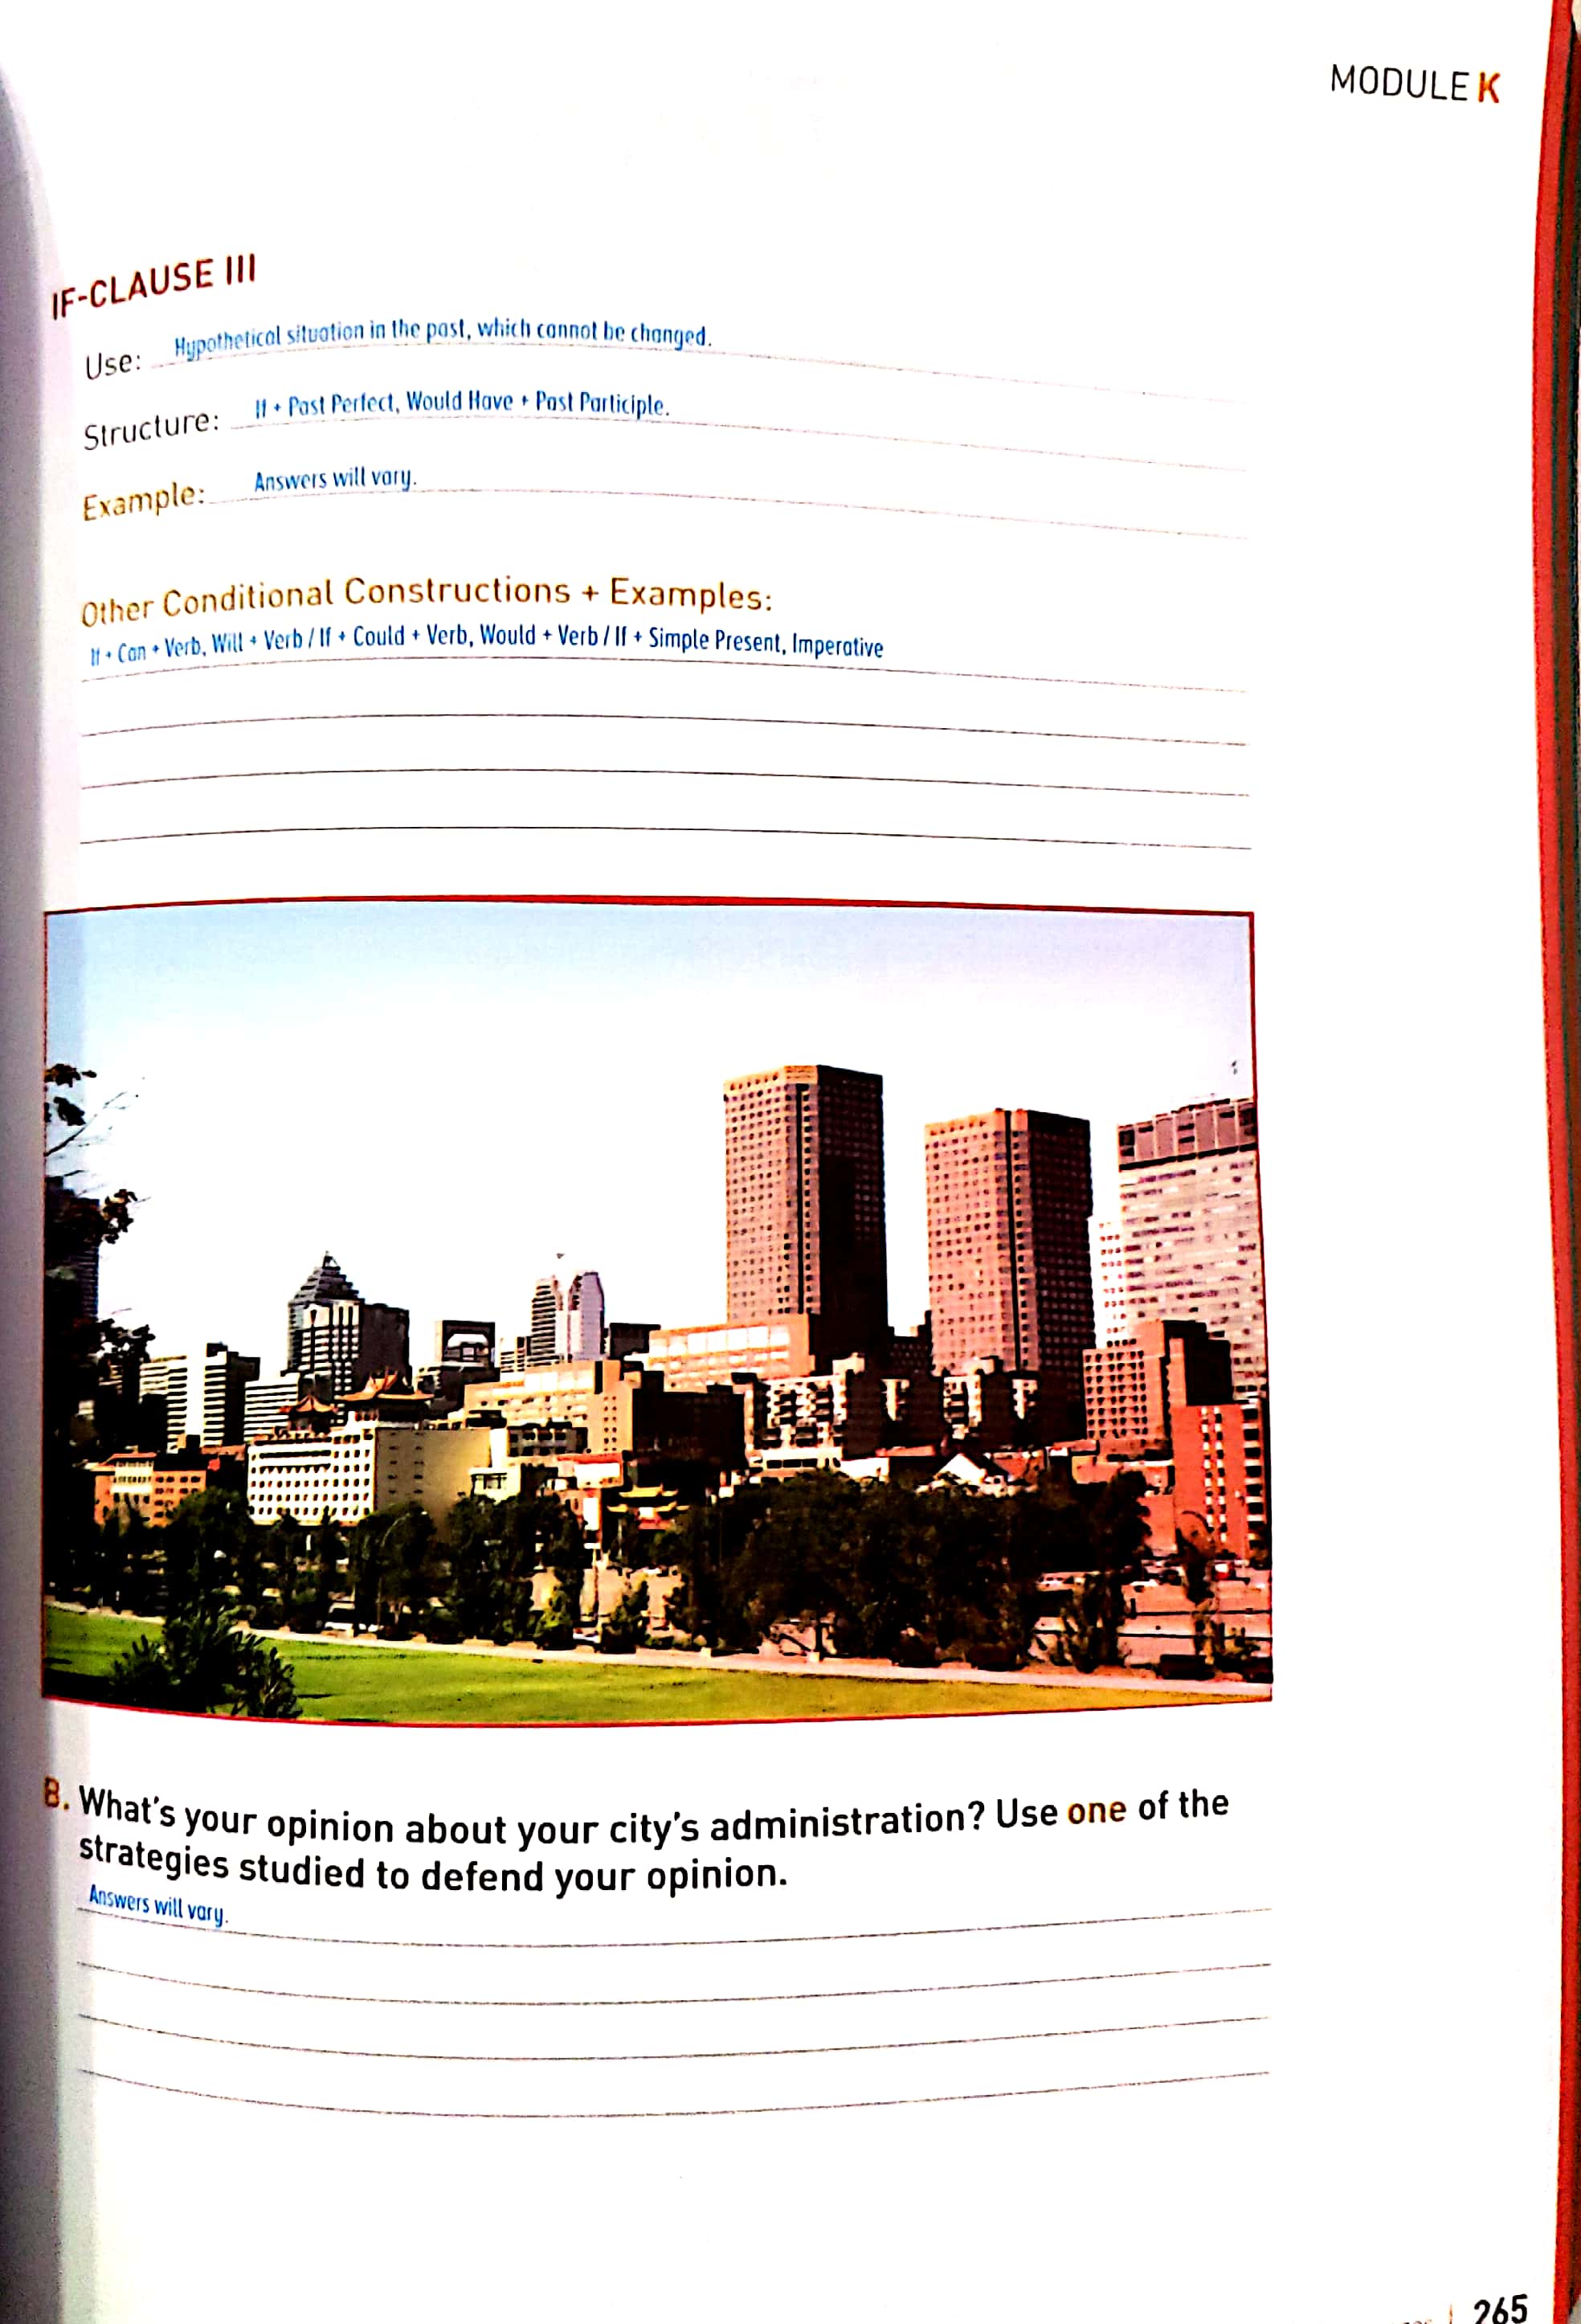 MODULE K
IF-CLAUSE III
Use: Hypothetical situation in the past, which cannot be changed.
Structure: If + Past Perfect, Would Have + Past Participle.
Example: Answers will vary.
Other Conditional Constructions + Examples:
If + Can + Verb, Will + Verb / If + Could + Verb, Would + Verb / If + Simple Present, Imperative
B. What's your opinion about your city's administration? Use one of the
strategies studied to defend your opinion.
Answers will vary.
265